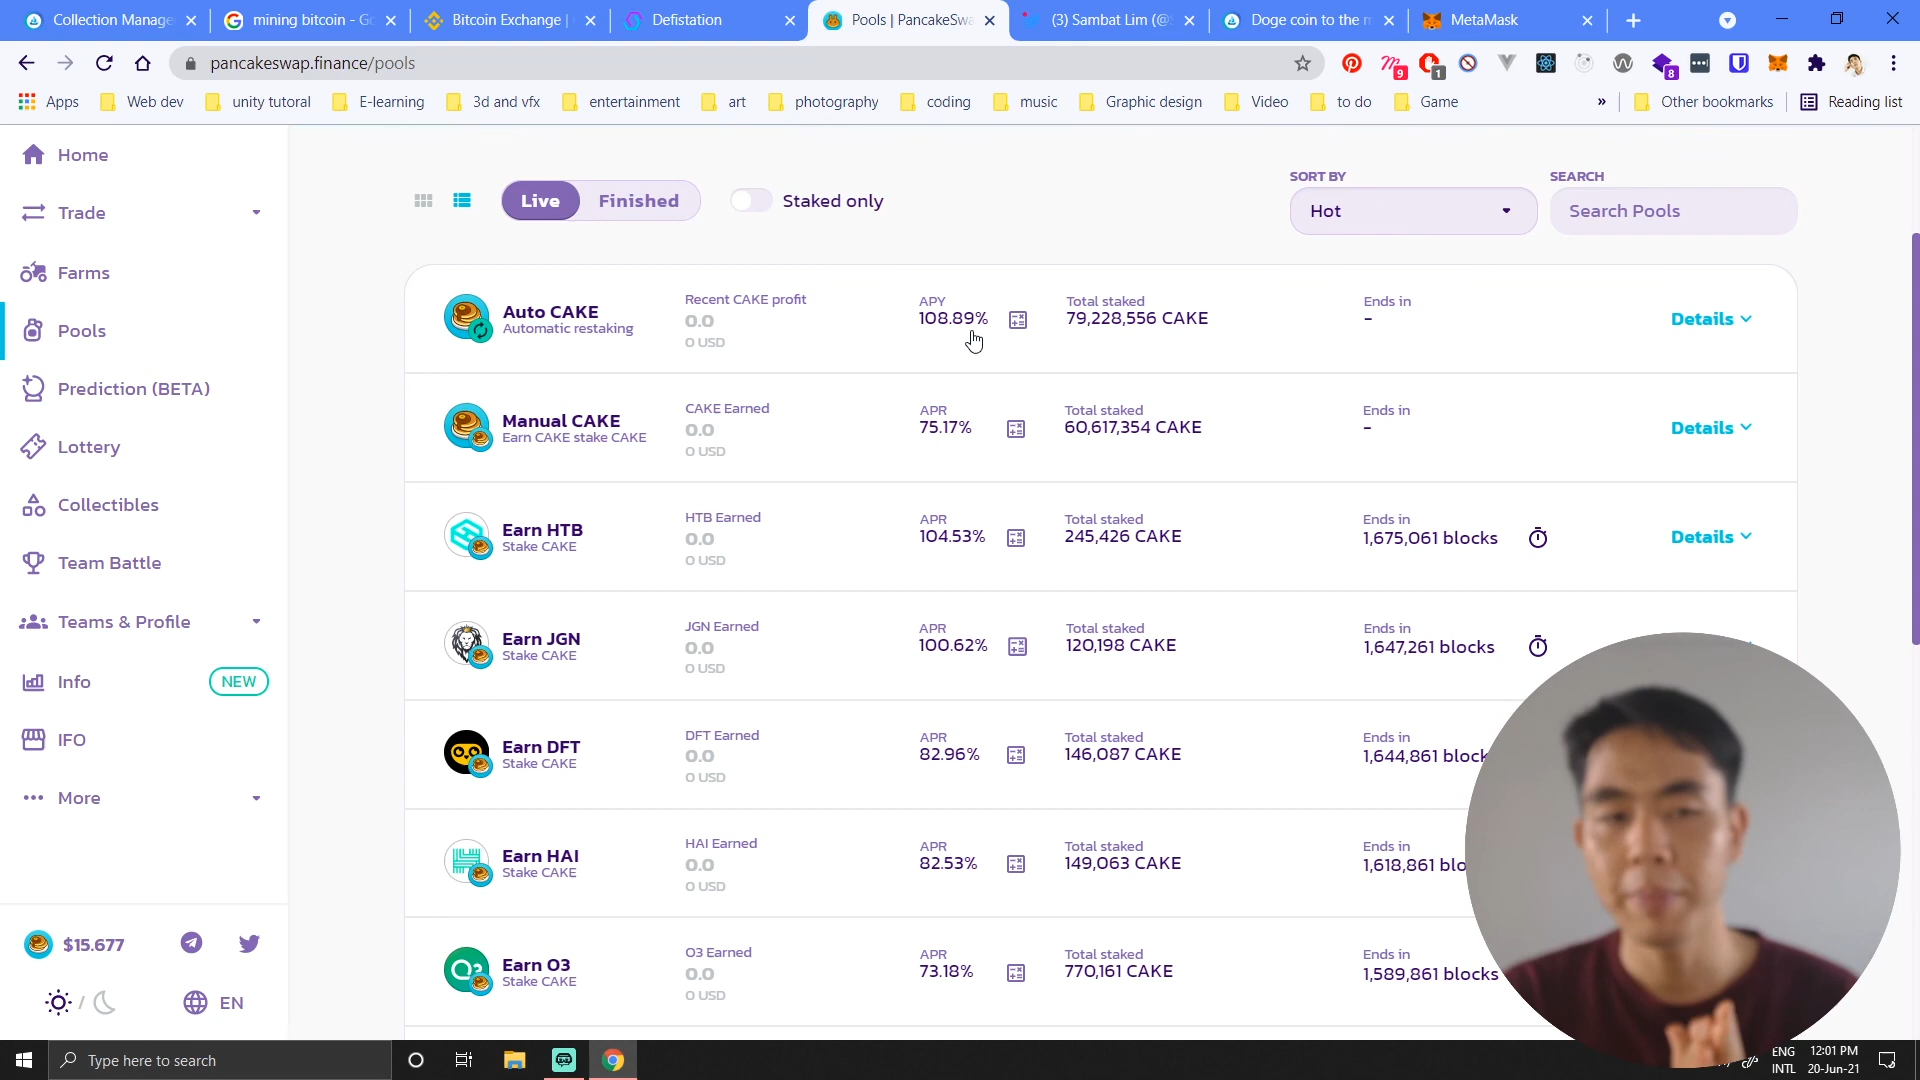 Collection Manage
mining bitcoin - Go
Bitcoin Exchange |
Defistation
Pools | PancakeSwa
(3) Sambat Lim (@
Doge coin to the m
MetaMask
pancakeswap.finance/pools
9
1
8
Apps
Web dev
unity tutoral
E-learning
3d and vfx
entertainment
art
photography
coding
music
Graphic design
Video
to do
Game
»
Other bookmarks
Reading list
Home
Trade
Farms
Pools
Prediction (BETA)
Lottery
Collectibles
Team Battle
Teams & Profile
Info
NEW
IFO
More
$15.677
/
EN
Live
Finished
Staked only
SORT BY
Hot
SEARCH
Search Pools
Auto CAKE
Automatic restaking
Recent CAKE profit
0.0
0 USD
APY
108.89%
Total staked
79,228,556 CAKE
Ends in
-
Details
Manual CAKE
Earn CAKE stake CAKE
CAKE Earned
0.0
0 USD
APR
75.17%
Total staked
60,617,354 CAKE
Ends in
-
Details
Earn HTB
Stake CAKE
HTB Earned
0.0
0 USD
APR
104.53%
Total staked
245,426 CAKE
Ends in
1,675,061 blocks
Details
Earn JGN
Stake CAKE
JGN Earned
0.0
0 USD
APR
100.62%
Total staked
120,198 CAKE
Ends in
1,647,261 blocks
Earn DFT
Stake CAKE
DFT Earned
0.0
0 USD
APR
82.96%
Total staked
146,087 CAKE
Ends in
1,644,861 block
Earn HAI
Stake CAKE
HAI Earned
0.0
0 USD
APR
82.53%
Total staked
149,063 CAKE
Ends in
1,618,861 blo
Earn O3
Stake CAKE
O3 Earned
0.0
0 USD
APR
73.18%
Total staked
770,161 CAKE
Ends in
1,589,861 blocks
Type here to search
ENG
INTL
12:01 PM
20-Jun-21